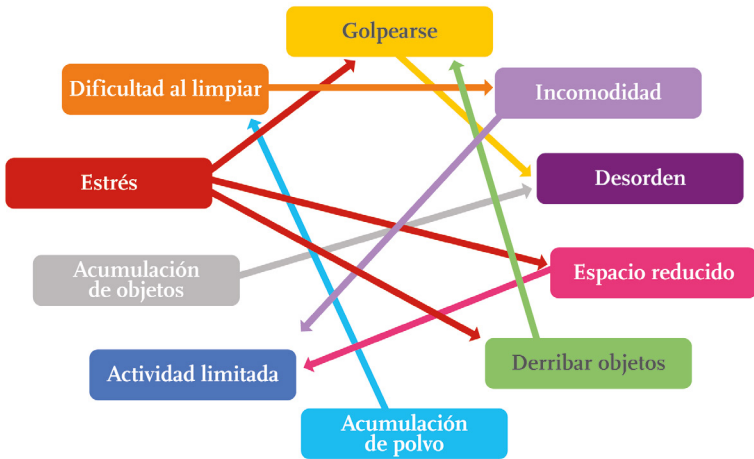 Golpearse
Dificultad al limpiar
Incomodidad
Estrés
Desorden
Acumulación
de objetos
Espacio reducido
Actividad limitada
Derribar objetos
Acumulación
de polvo